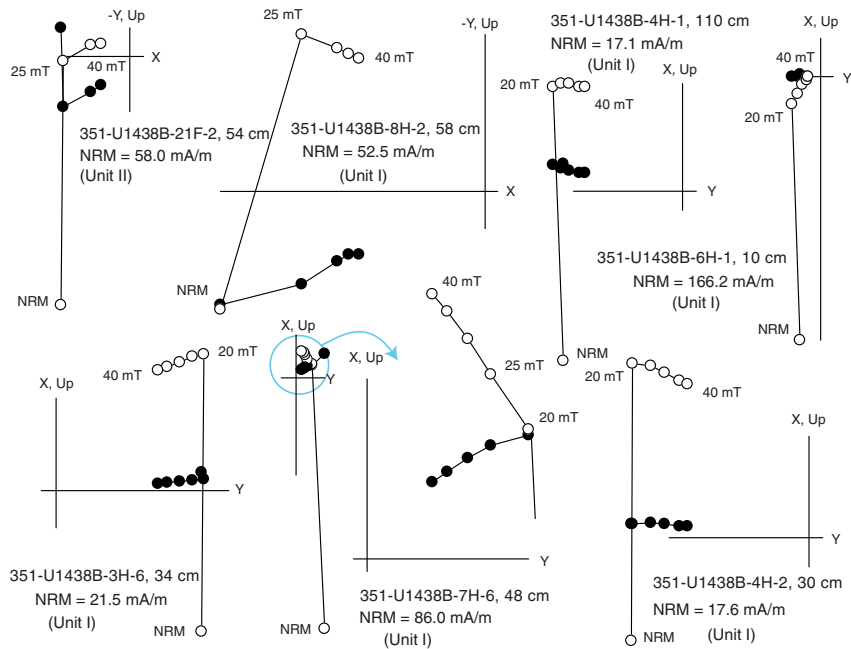 -Y, Up
X
25 mT
40 mT
351-U1438B-21F-2, 54 cm
NRM = 58.0 mA/m
(Unit II)
NRM
25 mT
40 mT
-Y, Up
X
351-U1438B-8H-2, 58 cm
NRM = 52.5 mA/m
(Unit I)
NRM
351-U1438B-4H-1, 110 cm
NRM = 17.1 mA/m
(Unit I)
X, Up
20 mT
40 mT
Y
NRM
X, Up
40 mT
Y
20 mT
351-U1438B-6H-1, 10 cm
NRM = 166.2 mA/m
(Unit I)
NRM
20 mT
40 mT
X, Up
Y
351-U1438B-3H-6, 34 cm
NRM = 21.5 mA/m
(Unit I)
NRM
X, Up
Y
NRM
40 mT
X, Up
25 mT
20 mT
Y
351-U1438B-7H-6, 48 cm
NRM = 86.0 mA/m
(Unit I)
20 mT
40 mT
X, Up
Y
351-U1438B-4H-2, 30 cm
NRM = 17.6 mA/m
(Unit I)
NRM